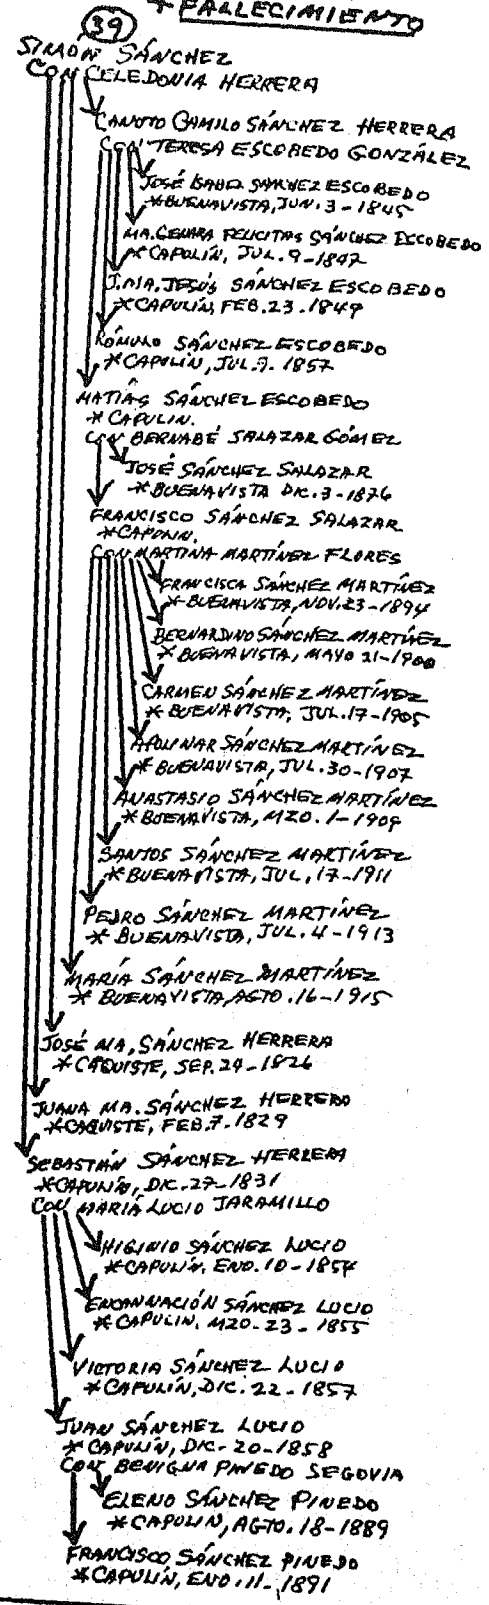 + FALLECIMIENTO
39
SIMÓN SÁNCHEZ
CON CELEDONIA HERRERA
CANUTO CAMILO SÁNCHEZ HERRERA
CON TERESA ESCOBEDO GONZÁLEZ
JOSÉ SABÁS SÁNCHEZ ESCOBEDO
*BUENAVISTA, JUN. 3-1845
MA. GENARA FELICITAS SÁNCHEZ ESCOBEDO
*CAPULÍN, JUL. 9-1847
J. MA. JESÚS SÁNCHEZ ESCOBEDO
*CAPULÍN, FEB. 23-1849
RÓMULO SÁNCHEZ ESCOBEDO
*CAPULÍN, JUL. 9. 1857
MATÍAS SÁNCHEZ ESCOBEDO
*CAPULIN.
CON BERNABÉ SALAZAR GÓMEZ
JOSÉ SÁNCHEZ SALAZAR
*BUENAVISTA DIC. 3-1876
FRANCISCO SÁNCHEZ SALAZAR
*CAPULÍN.
CON MARTINA MARTÍNEZ FLORES
FRANCISCA SÁNCHEZ MARTÍNEZ
*BUENAVISTA, NOV. 23-1894
BERNARDINO SÁNCHEZ MARTÍNEZ
*BUENAVISTA, MAYO 21-1900
CARMEN SÁNCHEZ MARTÍNEZ
*BUENAVISTA, JUL. 17-1905
APOLINAR SÁNCHEZ MARTÍNEZ
*BUENAVISTA, JUL. 30-1907
ANASTASIO SÁNCHEZ MARTÍNEZ
*BUENAVISTA, MZO. 1-1909
SANTOS SÁNCHEZ MARTÍNEZ
*BUENAVISTA, JUL, 17-1911
PEDRO SÁNCHEZ MARTÍNEZ
*BUENAVISTA, JUL. 4-1913
MARÍA SÁNCHEZ MARTÍNEZ
*BUENAVISTA, AGTO. 16-1915
JOSÉ MA. SÁNCHEZ HERRERA
*CAQUISTE, SEP. 24-1826
JUANA MA. SÁNCHEZ HERRERO
*CAQUISTE, FEB. 7-1829
SEBASTIÁN SÁNCHEZ HERRERA
*CAPULÍN, DIC. 27-1831
CON MARÍA LUCIO JARAMILLO
HIGINIO SÁNCHEZ LUCIO
*CAPULÍN, ENO. 10-1854
ENCARNACIÓN SÁNCHEZ LUCIO
*CAPULIN, MZO-23-1855
VICTORIA SÁNCHEZ LUCIO
*CAPULÍN, DIC. 22-1857
JUAN SÁNCHEZ LUCIO
*CAPULÍN, DIC-20-1858
CON BENIGNA PINEDO SEGOVIA
ELENO SÁNCHEZ PINEDO
*CAPULIN, AGTO. 18-1889
FRANCISCO SÁNCHEZ PINEDO
*CAPULÍN, ENO. 11-1891